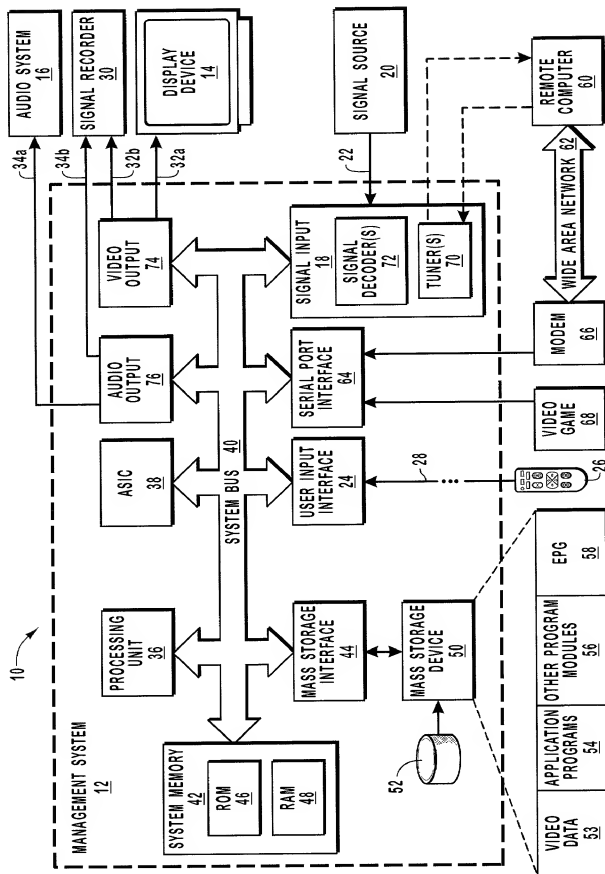 10
MANAGEMENT SYSTEM
12
AUDIO SYSTEM
16
SIGNAL RECORDER
30
DISPLAY
DEVICE
14
34a
34b
32b
32a
SIGNAL SOURCE
20
22
REMOTE
COMPUTER
60
PROCESSING
UNIT
36
ASIC
38
AUDIO
OUTPUT
76
VIDEO
OUTPUT
74
SYSTEM BUS
40
SYSTEM MEMORY
42
ROM
46
RAM
48
MASS STORAGE
INTERFACE
44
USER INPUT
INTERFACE
24
SERIAL PORT
INTERFACE
64
SIGNAL INPUT
18
SIGNAL
DECODER(S)
72
TUNER(S)
70
WIDE AREA NETWORK 62
52
MASS STORAGE
DEVICE
50
28
26
VIDEO
GAME
68
MODEM
66
VIDEO
DATA
53
APPLICATION
PROGRAMS
54
OTHER PROGRAM
MODULES
56
EPG
58